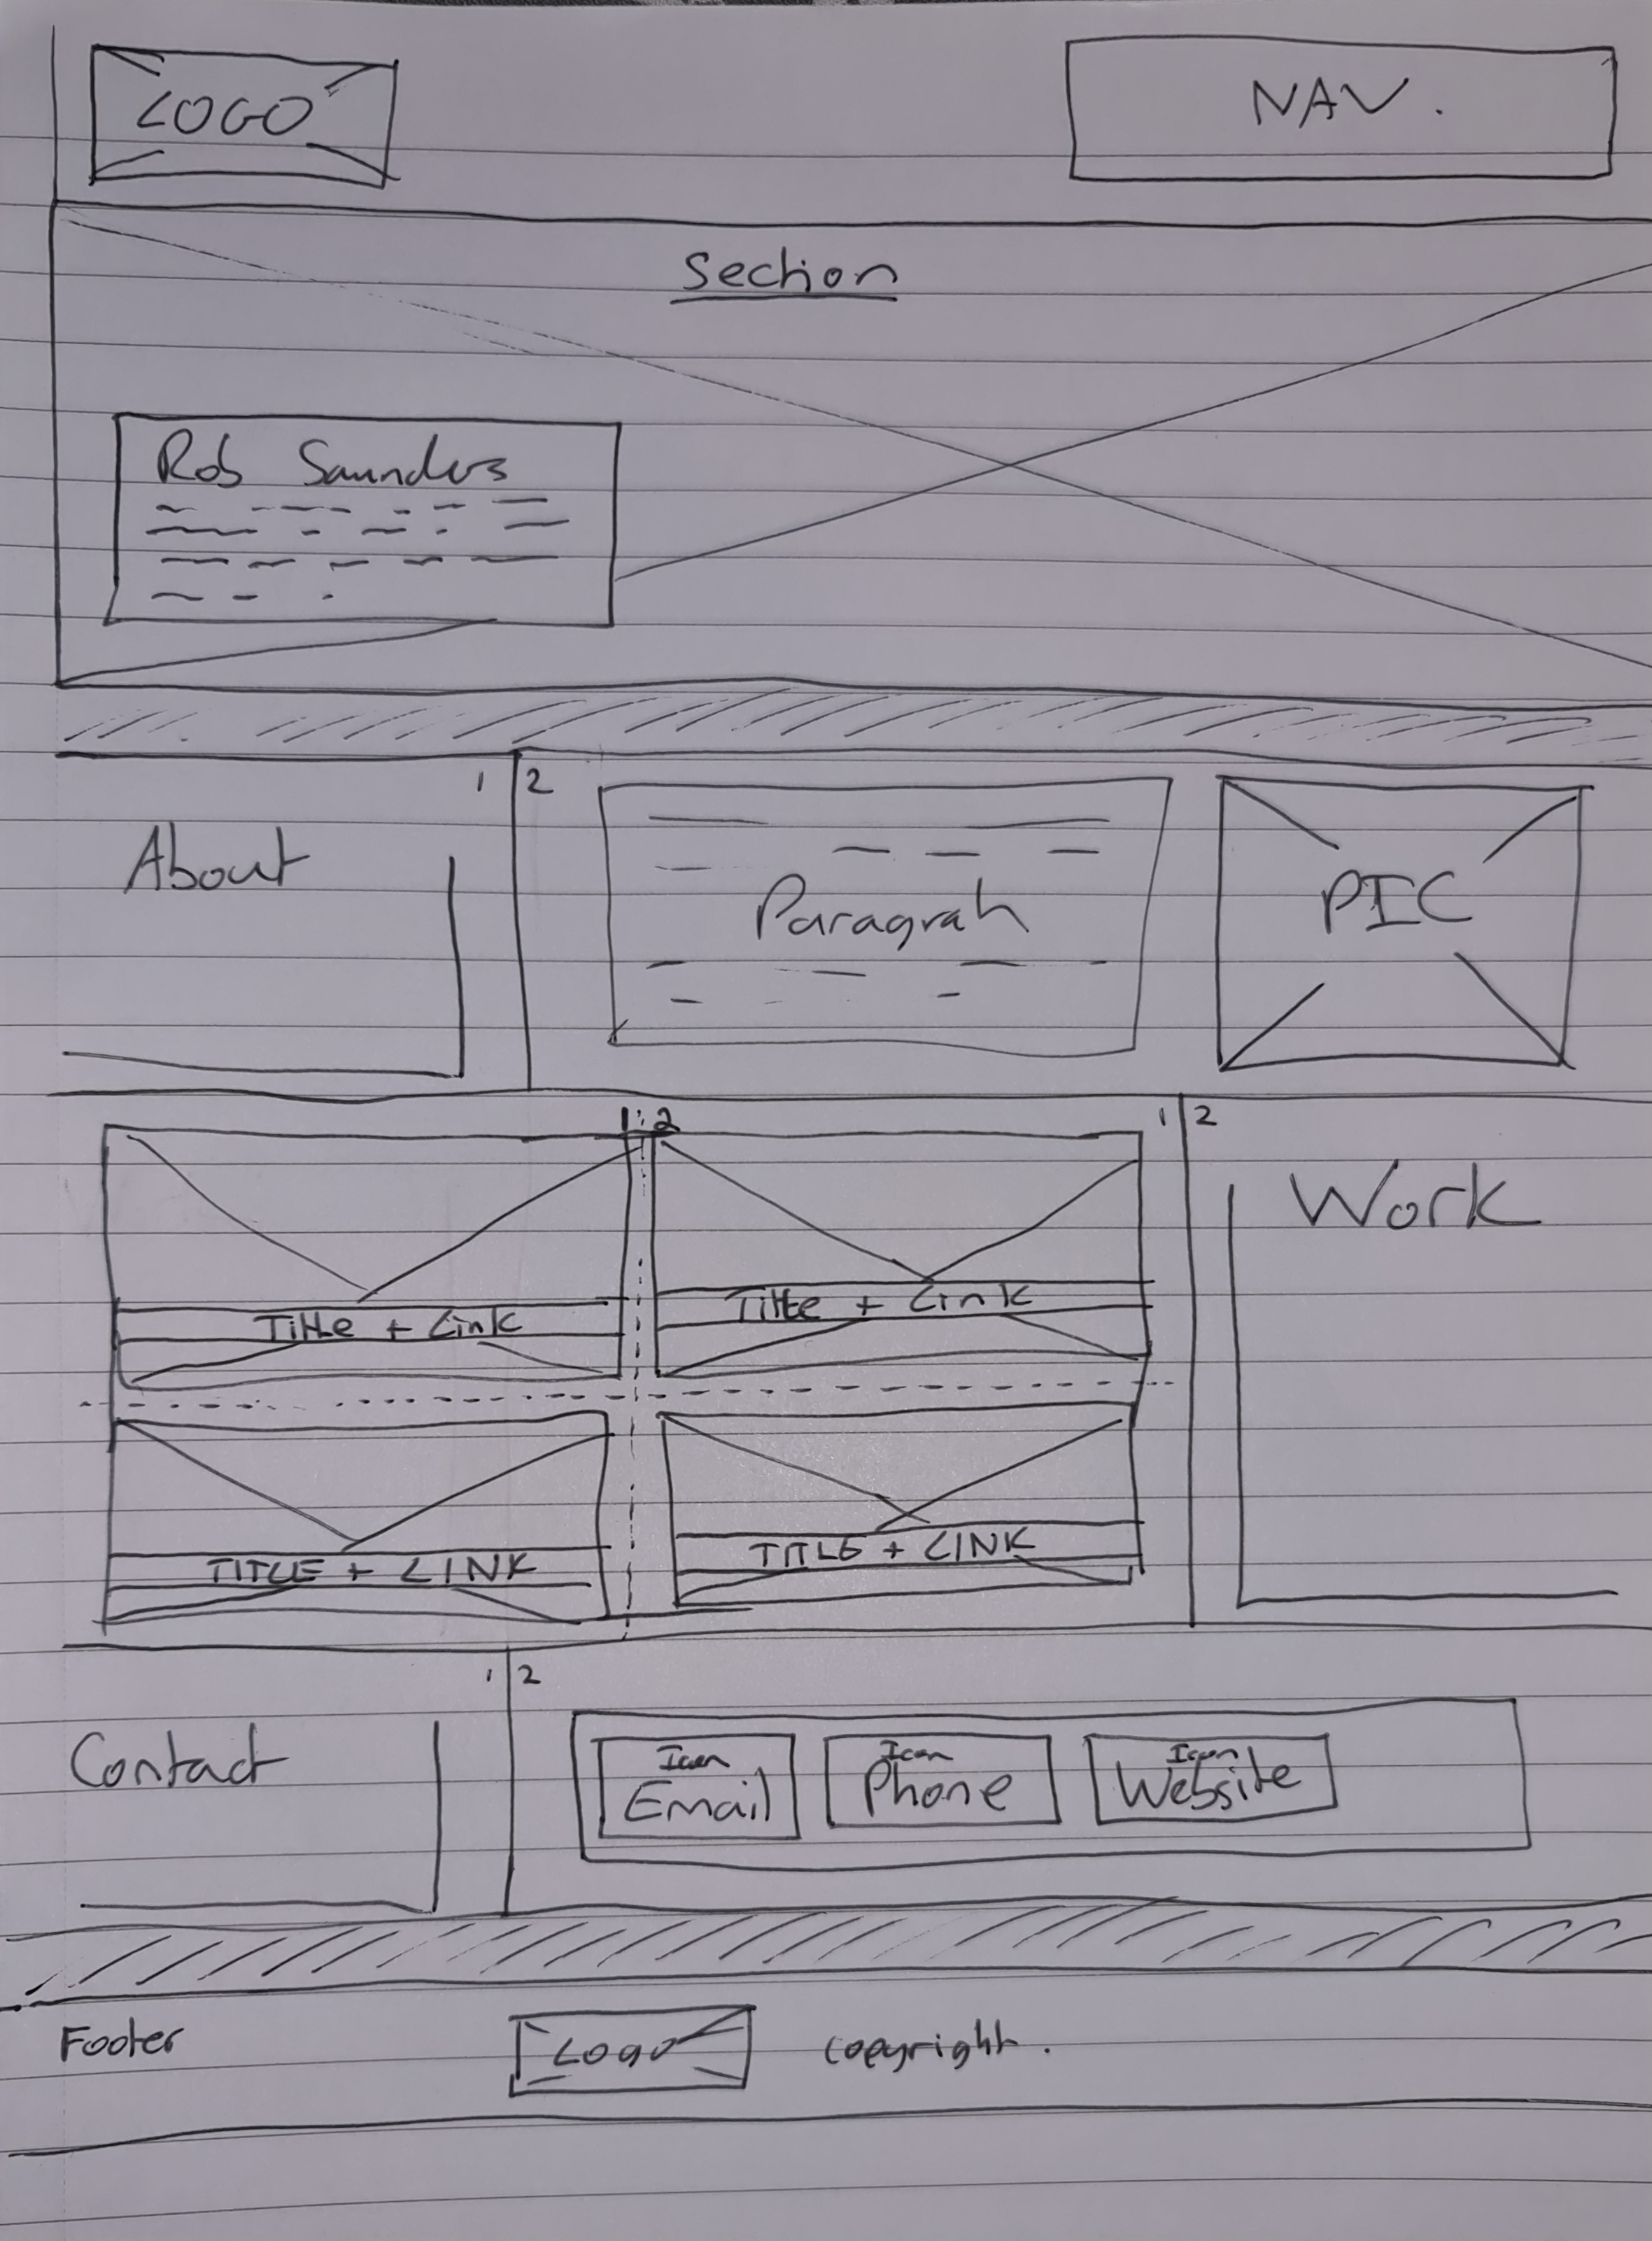 LOGO
NAV.
Section
Rob Saunders
1 2
About
Paragrah
PIC
1 2
1 2
Work
Title + Link
Title + Link
TITLE + LINK
TITLE + LINK
1 2
Contact
Icon
Email
Icon
Phone
Icon
Website
Footer
Logo
copyright.